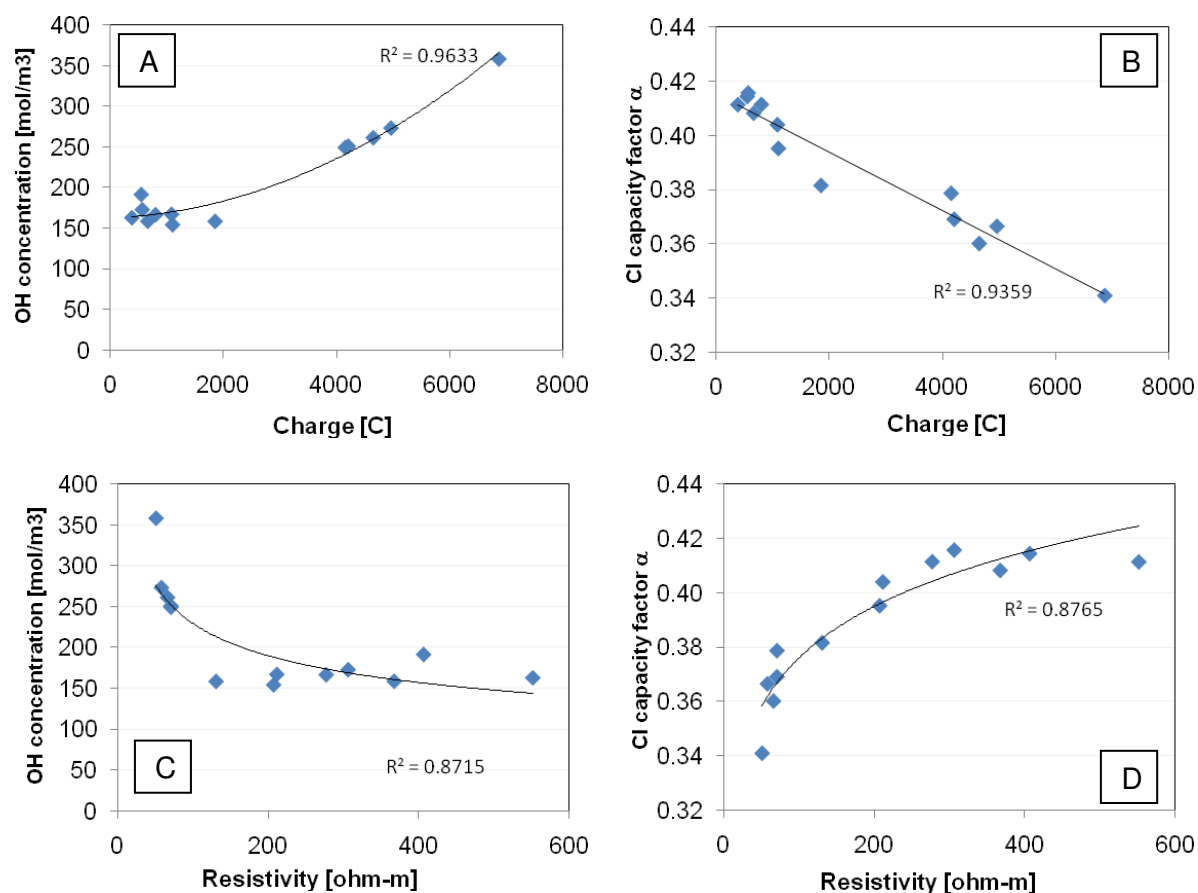 A
R² = 0.9633
OH concentration [mol/m3]
400
350
300
250
200
150
100
50
0
0 2000 4000 6000 8000
Charge [C]
B
R² = 0.9359
Cl capacity factor α
0.44
0.42
0.40
0.38
0.36
0.34
0.32
0 2000 4000 6000 8000
Charge [C]
C
R² = 0.8715
OH concentration [mol/m3]
400
350
300
250
200
150
100
50
0
0 200 400 600
Resistivity [ohm-m]
D
R² = 0.8765
Cl capacity factor α
0.44
0.42
0.40
0.38
0.36
0.34
0.32
0 200 400 600
Resistivity [ohm-m]